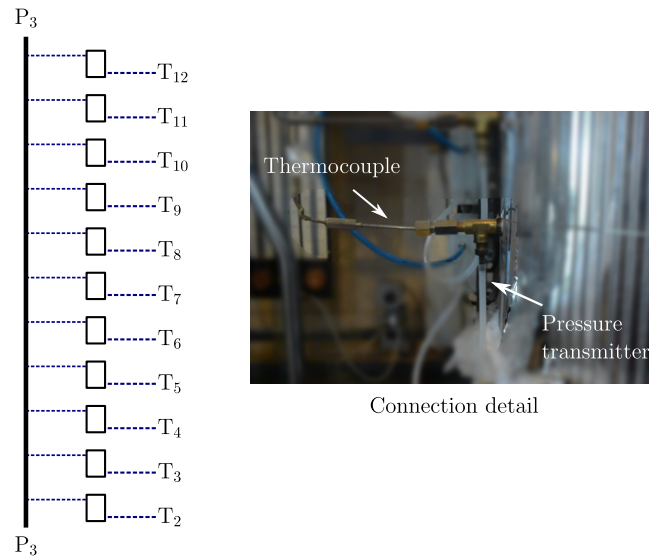 P3
T12
T11
T10
T9
T8
T7
T6
T5
T4
T3
T2
P3
Thermocouple
Pressure
transmitter
Connection detail